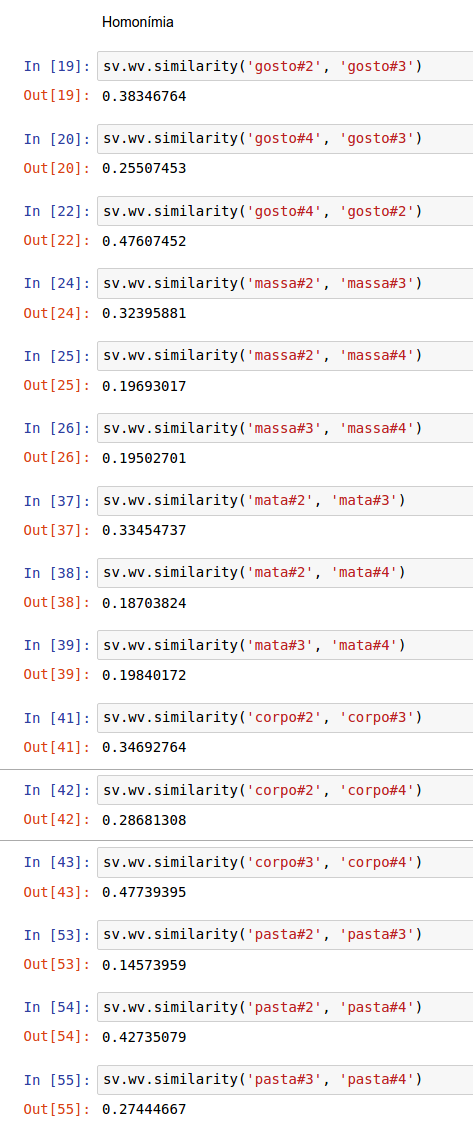 Homonímia
In [19]: sv.wv.similarity('gosto#2', 'gosto#3')
Out[19]: 0.38346764
In [20]: sv.wv.similarity('gosto#4', 'gosto#3')
Out[20]: 0.25507453
In [22]: sv.wv.similarity('gosto#4', 'gosto#2')
Out[22]: 0.47607452
In [24]: sv.wv.similarity('massa#2', 'massa#3')
Out[24]: 0.32395881
In [25]: sv.wv.similarity('massa#2', 'massa#4')
Out[25]: 0.19693017
In [26]: sv.wv.similarity('massa#3', 'massa#4')
Out[26]: 0.19502701
In [37]: sv.wv.similarity('mata#2', 'mata#3')
Out[37]: 0.33454737
In [38]: sv.wv.similarity('mata#2', 'mata#4')
Out[38]: 0.18703824
In [39]: sv.wv.similarity('mata#3', 'mata#4')
Out[39]: 0.19840172
In [41]: sv.wv.similarity('corpo#2', 'corpo#3')
Out[41]: 0.34692764
In [42]: sv.wv.similarity('corpo#2', 'corpo#4')
Out[42]: 0.28681308
In [43]: sv.wv.similarity('corpo#3', 'corpo#4')
Out[43]: 0.47739395
In [53]: sv.wv.similarity('pasta#2', 'pasta#3')
Out[53]: 0.14573959
In [54]: sv.wv.similarity('pasta#2', 'pasta#4')
Out[54]: 0.42735079
In [55]: sv.wv.similarity('pasta#3', 'pasta#4')
Out[55]: 0.27444667